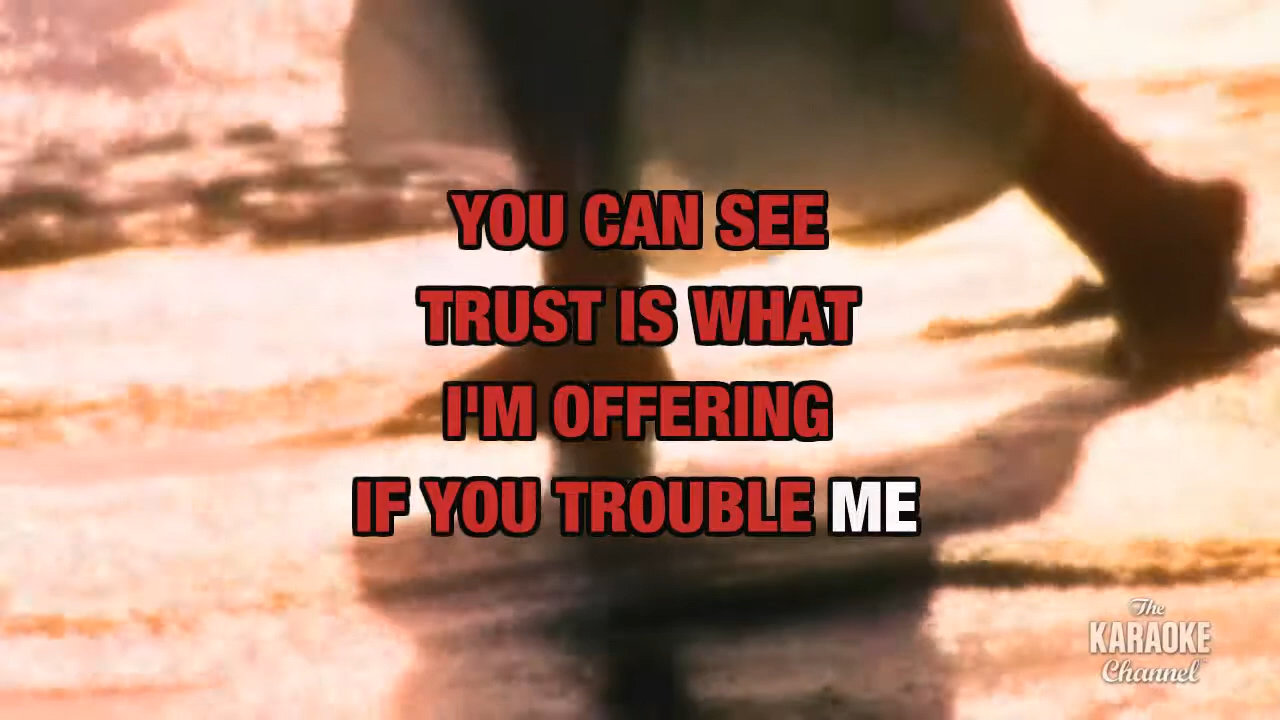 YOU CAN SEE
TRUST IS WHAT
I'M OFFERING
IF YOU TROUBLE ME
The
KARAOKE
Channel